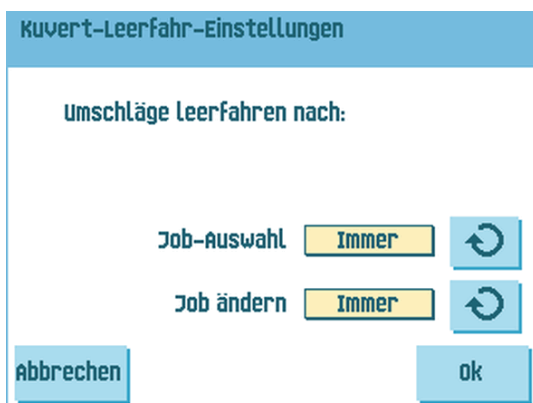 Kuvert-Leerfahr-Einstellungen
Umschläge leerfahren nach:
Job-Auswahl Immer
Job ändern Immer
Abbrechen Ok